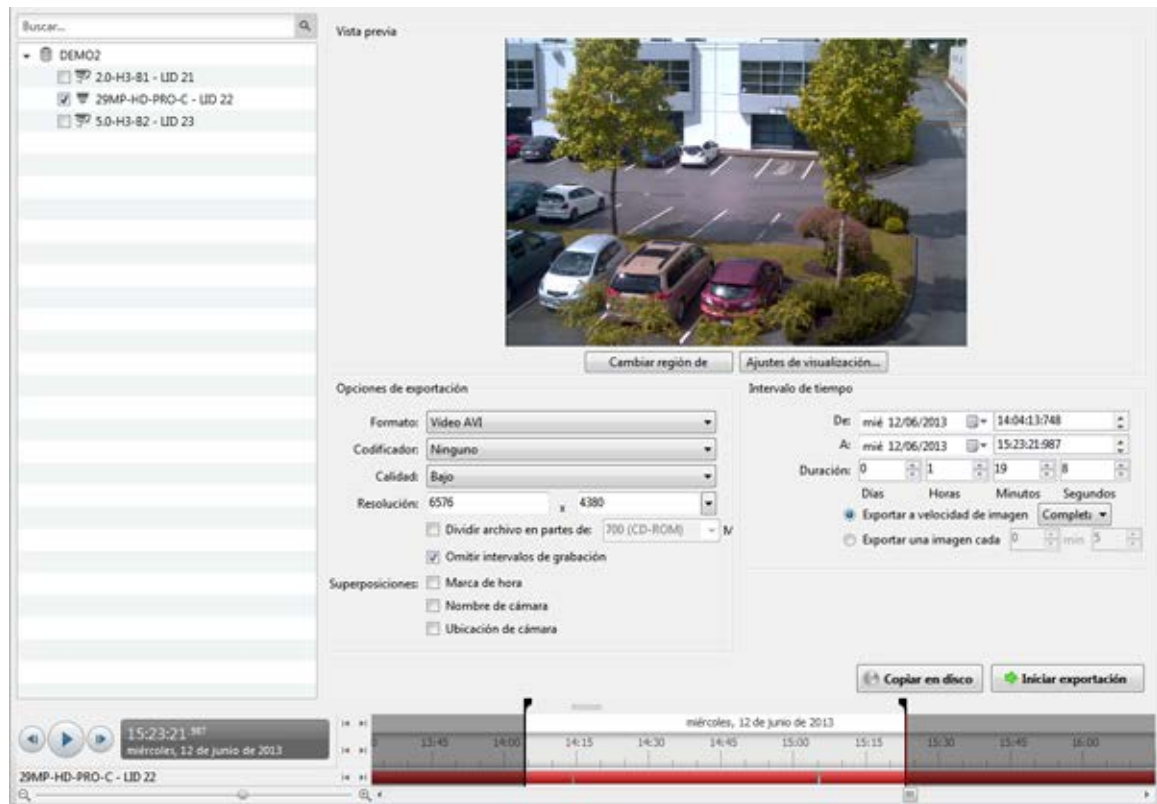 Buscar...
DEMO2
2.0-H3-B1 - LID 21
29MP-HD-PRO-C - LID 22
5.0-H3-B2 - LID 23
Vista previa
Cambiar región de
Ajustes de visualización...
Opciones de exportación
Formato: Vídeo AVI
Codificador: Ninguno
Calidad: Bajo
Resolución: 6576 x 4380
Dividir archivo en partes de: 700 (CD-ROM) M
Omitir intervalos de grabación
Superposiciones: Marca de hora
Nombre de cámara
Ubicación de cámara
Intervalo de tiempo
De: mié 12/06/2013 14:04:13:748
A: mié 12/06/2013 15:23:21:987
Duración: 0 1 19 8
Días Horas Minutos Segundos
Exportar a velocidad de imagen Complet
Exportar una imagen cada 0 min 5
Copiar en disco
Iniciar exportación
15:23:21.987
miércoles, 12 de junio de 2013
miércoles, 12 de junio de 2013
13:45 14:00 14:15 14:30 14:45 15:00 15:15 15:30 15:45 16:00
29MP-HD-PRO-C - LID 22